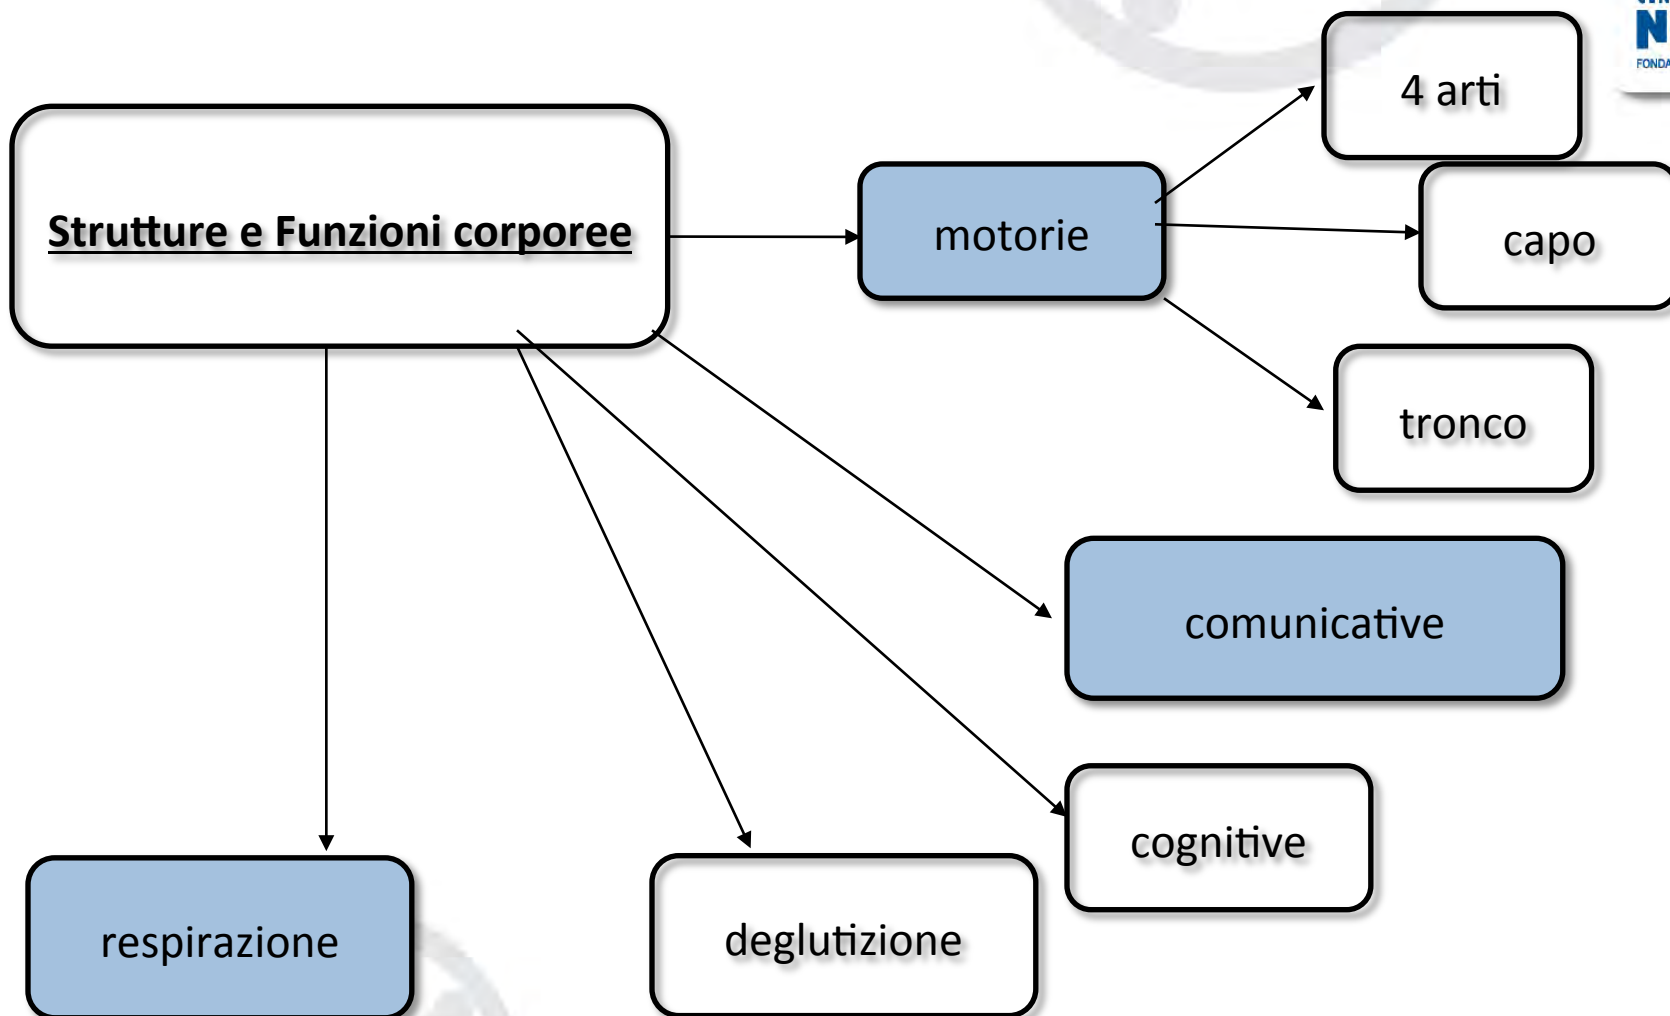 4 arti
Strutture e Funzioni corporee
motorie
capo
tronco
comunicative
cognitive
respirazione
deglutizione